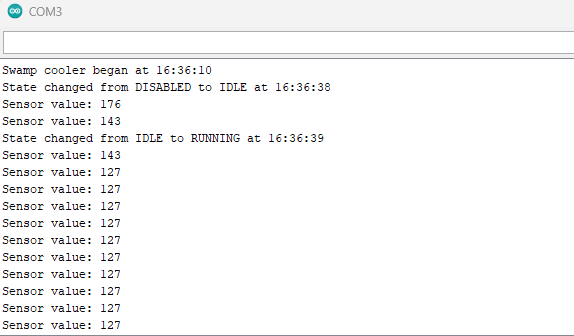 COM3
Swamp cooler began at 16:36:10
State changed from DISABLED to IDLE at 16:36:38
Sensor value: 176
Sensor value: 143
State changed from IDLE to RUNNING at 16:36:39
Sensor value: 143
Sensor value: 127
Sensor value: 127
Sensor value: 127
Sensor value: 127
Sensor value: 127
Sensor value: 127
Sensor value: 127
Sensor value: 127
Sensor value: 127
Sensor value: 127